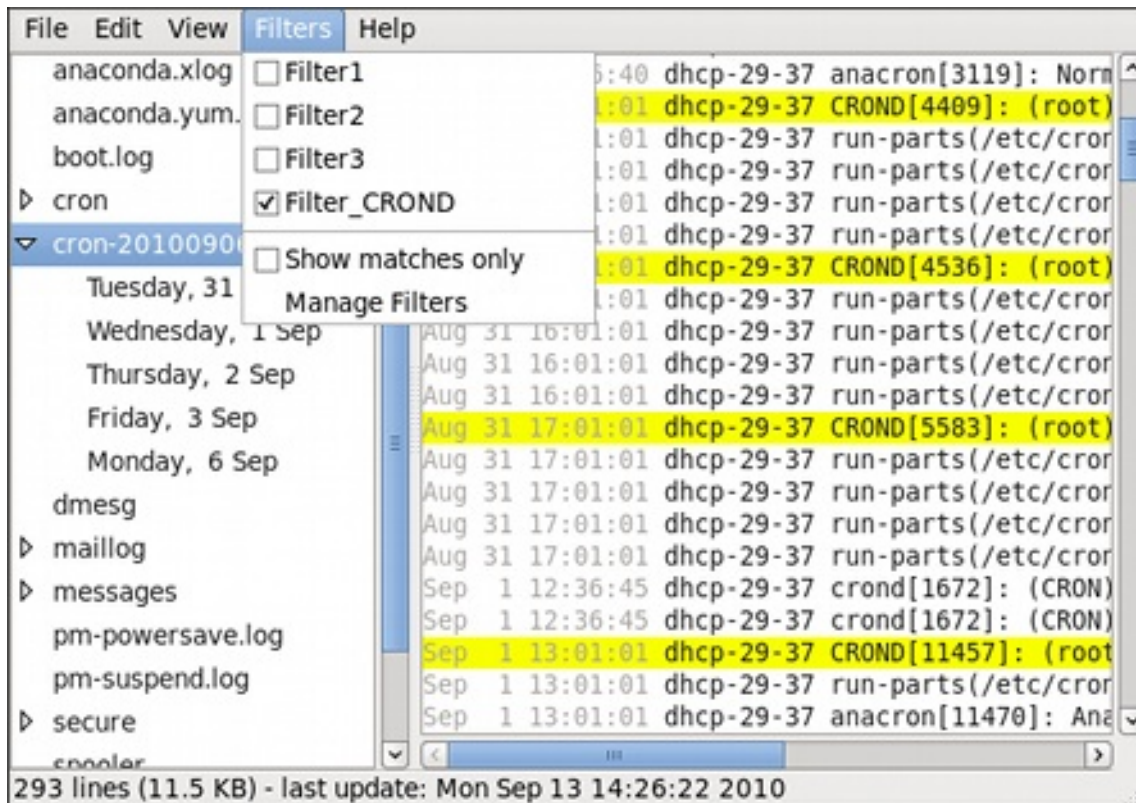 File Edit View Filters Help
anaconda.xlog
anaconda.yum.
boot.log
cron
cron-2010090
Tuesday, 31
Wednesday, 1 Sep
Thursday, 2 Sep
Friday, 3 Sep
Monday, 6 Sep
dmesg
maillog
messages
pm-powersave.log
pm-suspend.log
secure
spooler
Filter1
Filter2
Filter3
Filter_CROND
Show matches only
Manage Filters
:40 dhcp-29-37 anacron[3119]: Norm
:01 dhcp-29-37 CROND[4409]: (root)
:01 dhcp-29-37 run-parts(/etc/cron
:01 dhcp-29-37 run-parts(/etc/cron
:01 dhcp-29-37 run-parts(/etc/cron
:01 dhcp-29-37 run-parts(/etc/cron
:01 dhcp-29-37 CROND[4536]: (root)
:01 dhcp-29-37 run-parts(/etc/cron
Aug 31 16:01:01 dhcp-29-37 run-parts(/etc/cron
Aug 31 16:01:01 dhcp-29-37 run-parts(/etc/cron
Aug 31 16:01:01 dhcp-29-37 run-parts(/etc/cron
Aug 31 17:01:01 dhcp-29-37 CROND[5583]: (root)
Aug 31 17:01:01 dhcp-29-37 run-parts(/etc/cron
Aug 31 17:01:01 dhcp-29-37 run-parts(/etc/cron
Aug 31 17:01:01 dhcp-29-37 run-parts(/etc/cron
Aug 31 17:01:01 dhcp-29-37 run-parts(/etc/cron
Sep 1 12:36:45 dhcp-29-37 crond[1672]: (CRON)
Sep 1 12:36:45 dhcp-29-37 crond[1672]: (CRON)
Sep 1 13:01:01 dhcp-29-37 CROND[11457]: (root
Sep 1 13:01:01 dhcp-29-37 run-parts(/etc/cron
Sep 1 13:01:01 dhcp-29-37 anacron[11470]: Ana
293 lines (11.5 KB) - last update: Mon Sep 13 14:26:22 2010